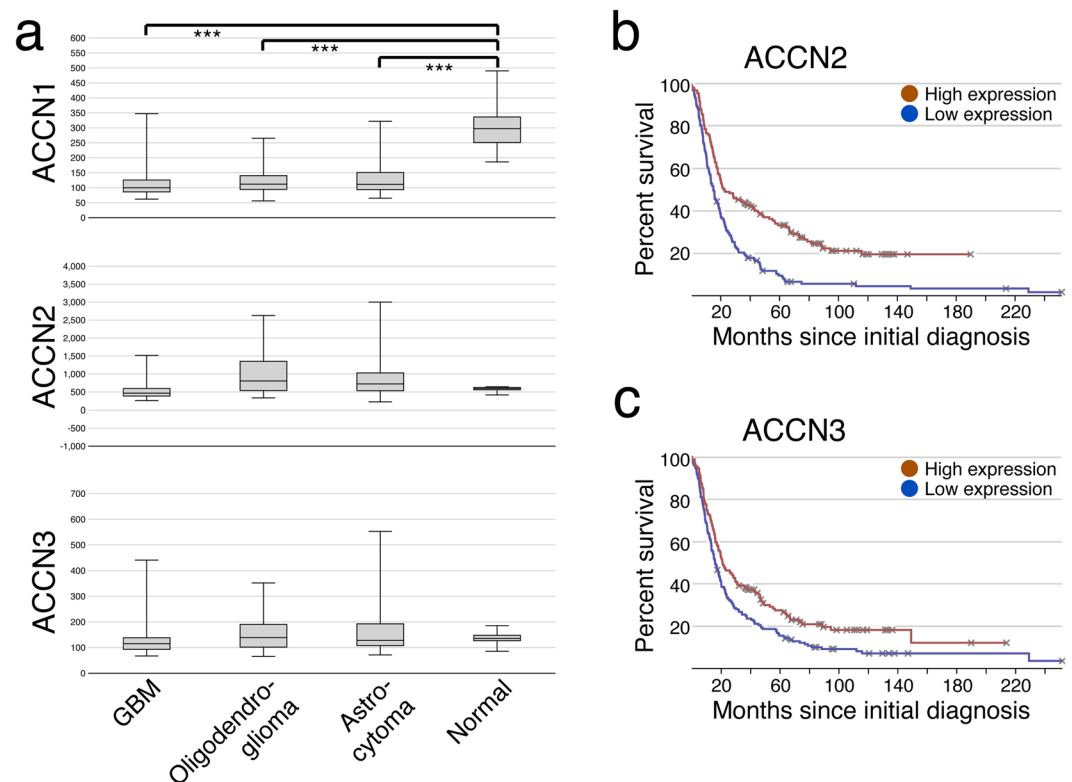 a
ACCN1
600
550
500
450
400
350
300
250
200
150
100
50
0
***
***
***
ACCN2
4,000
3,500
3,000
2,500
2,000
1,500
1,000
500
0
-500
-1,000
ACCN3
700
600
500
400
300
200
100
0
GBM
Oligodendro-
glioma
Astro-
cytoma
Normal
b
ACCN2
High expression
Low expression
Percent survival
100
80
60
40
20
20 60 100 140 180 220
Months since initial diagnosis
c
ACCN3
High expression
Low expression
Percent survival
100
80
60
40
20
20 60 100 140 180 220
Months since initial diagnosis